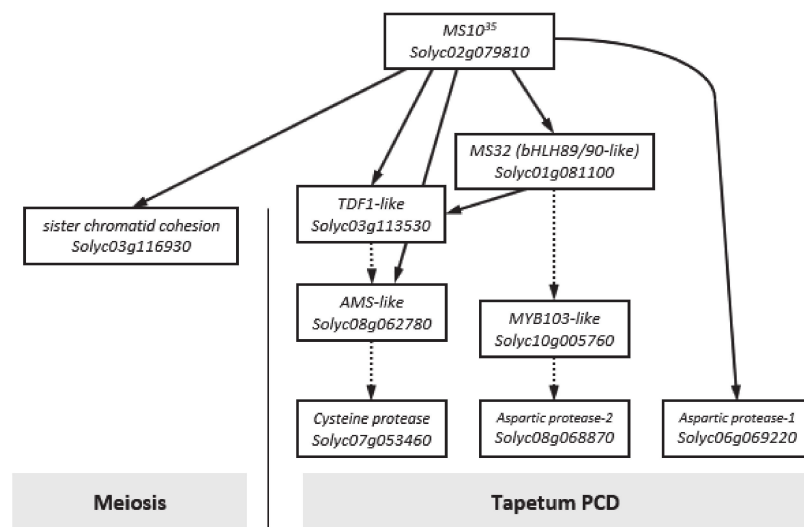 MS10³⁵
Solyc02g079810
MS32 (bHLH89/90-like)
Solyc01g081100
TDF1-like
Solyc03g113530
sister chromatid cohesion
Solyc03g116930
AMS-like
Solyc08g062780
MYB103-like
Solyc10g005760
Cysteine protease
Solyc07g053460
Aspartic protease-2
Solyc08g068870
Aspartic protease-1
Solyc06g069220
Meiosis
Tapetum PCD